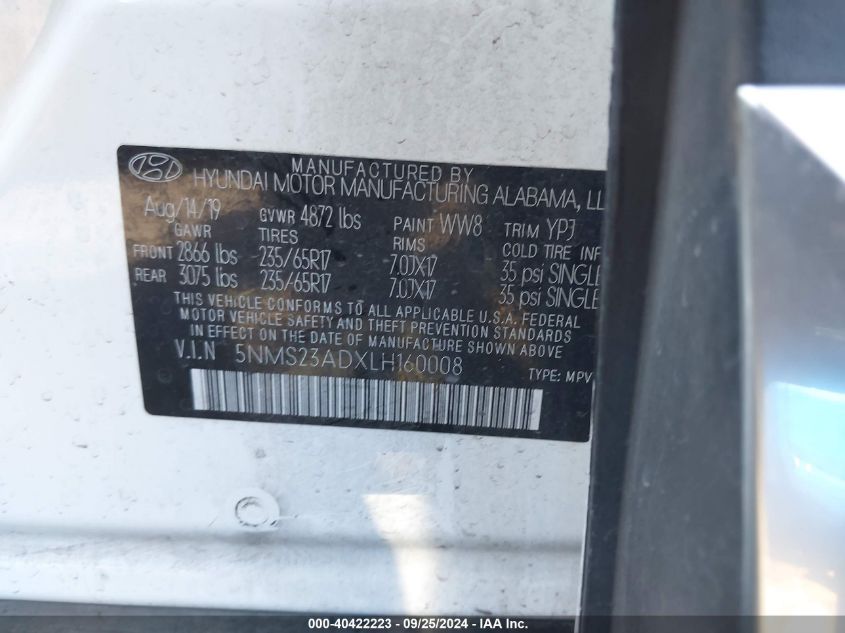 MANUFACTURED BY
HYUNDAI MOTOR MANUFACTURING ALABAMA, LL
Aug/14/19 GVWR 4872 lbs PAINT WW8 TRIM YPJ
GAWR TIRES RIMS COLD TIRE INF
FRONT 2866 lbs 235/65R17 7.0JX17 35 psi SINGLE
REAR 3075 lbs 235/65R17 7.0JX17 35 psi SINGLE
THIS VEHICLE CONFORMS TO ALL APPLICABLE U.S.A. FEDERAL
MOTOR VEHICLE SAFETY AND THEFT PREVENTION STANDARDS
IN EFFECT ON THE DATE OF MANUFACTURE SHOWN ABOVE.
V.I.N 5NMS23ADXLH160008
TYPE: MPV
000-40422223 - 09/25/2024 - IAA Inc.